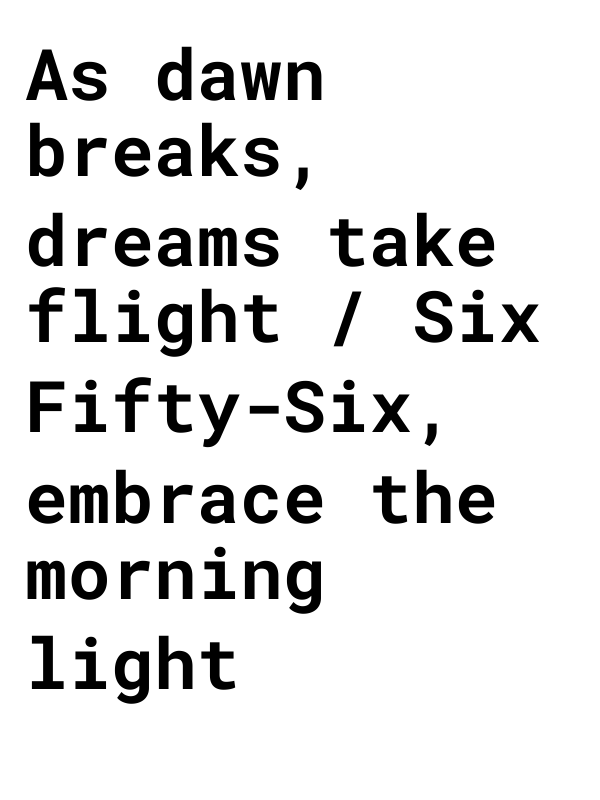 As dawn
breaks,
dreams take
flight / Six
Fifty-Six,
embrace the
morning
light